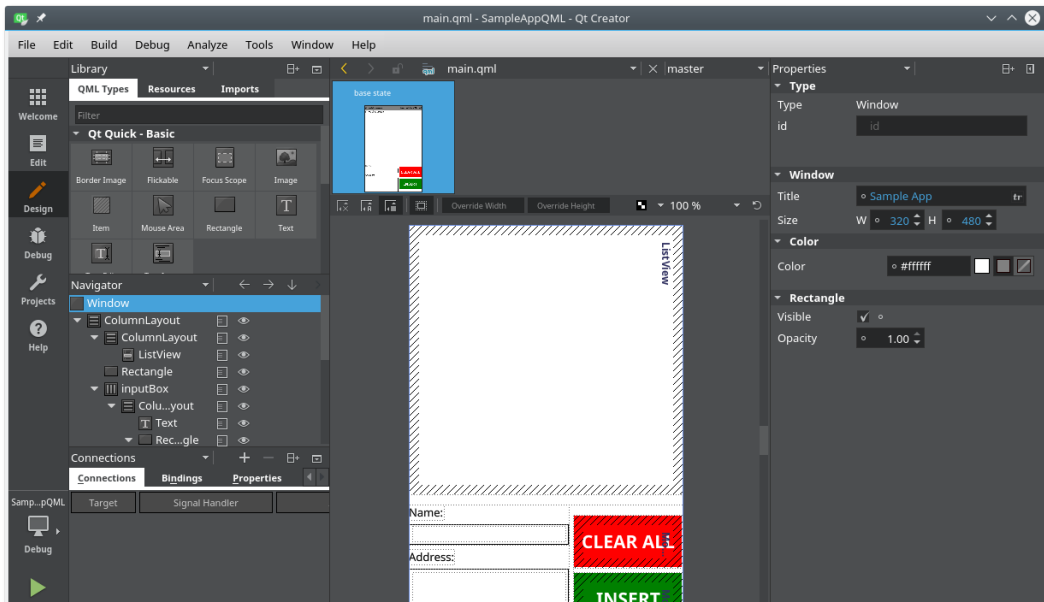 main.qml - SampleAppQML - Qt Creator
File Edit Build Debug Analyze Tools Window Help
Library
main.qml
master
Properties
QML Types Resources Imports
Filter
Qt Quick - Basic
Border Image Flickable Focus Scope Image
Item Mouse Area Rectangle Text
Welcome
Edit
Design
Debug
Projects
Help
base state
Override Width Override Height 100 %
Type
Type Window
id id
Window
Title Sample App tr
Size W 320 H 480
Color
Color #ffffff
Rectangle
Visible
Opacity 1.00
Navigator
Window
ColumnLayout
ColumnLayout
ListView
Rectangle
inputBox
Colu...yout
Text
Rec...gle
Connections
Connections Bindings Properties
Target Signal Handler
Samp...pQML
Debug
ListView
Name:
CLEAR ALL
Address:
INSERT